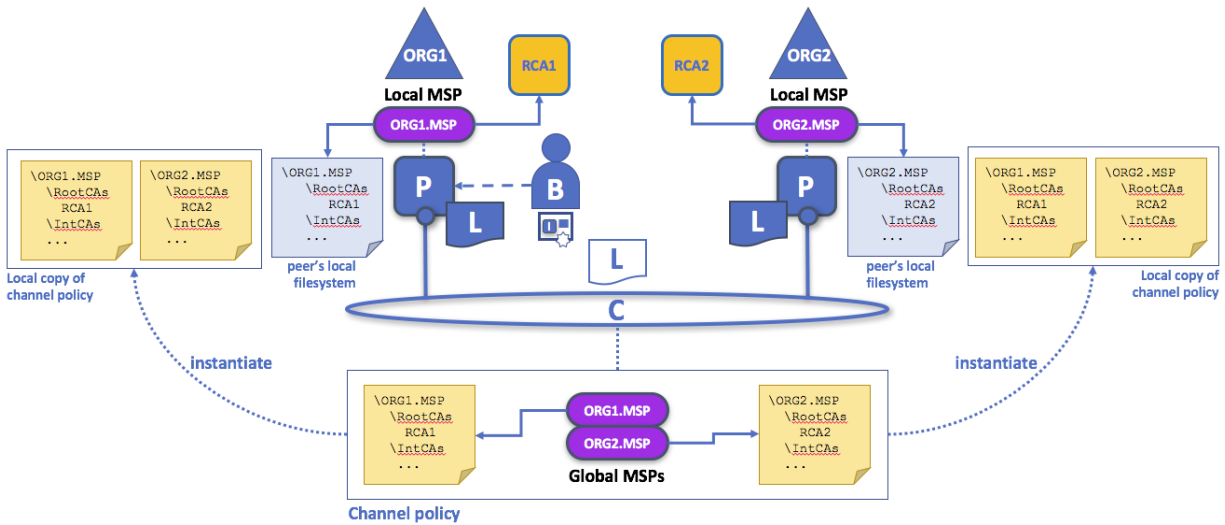 ORG1
RCA1
RCA2
ORG2
Local MSP
Local MSP
ORG1.MSP
ORG2.MSP
\ORG1.MSP
\RootCAs
RCA1
\IntCAs
...
\ORG2.MSP
\RootCAs
RCA2
\IntCAs
...
Local copy of
channel policy
\ORG1.MSP
\RootCAs
RCA1
\IntCAs
...
peer's local
filesystem
P
L
B
I
L
P
L
\ORG2.MSP
\RootCAs
RCA2
\IntCAs
...
peer's local
filesystem
\ORG1.MSP
\RootCAs
RCA1
\IntCAs
...
\ORG2.MSP
\RootCAs
RCA2
\IntCAs
...
Local copy of
channel policy
C
instantiate
instantiate
\ORG1.MSP
\RootCAs
RCA1
\IntCAs
...
ORG1.MSP
ORG2.MSP
Global MSPs
\ORG2.MSP
\RootCAs
RCA2
\IntCAs
...
Channel policy